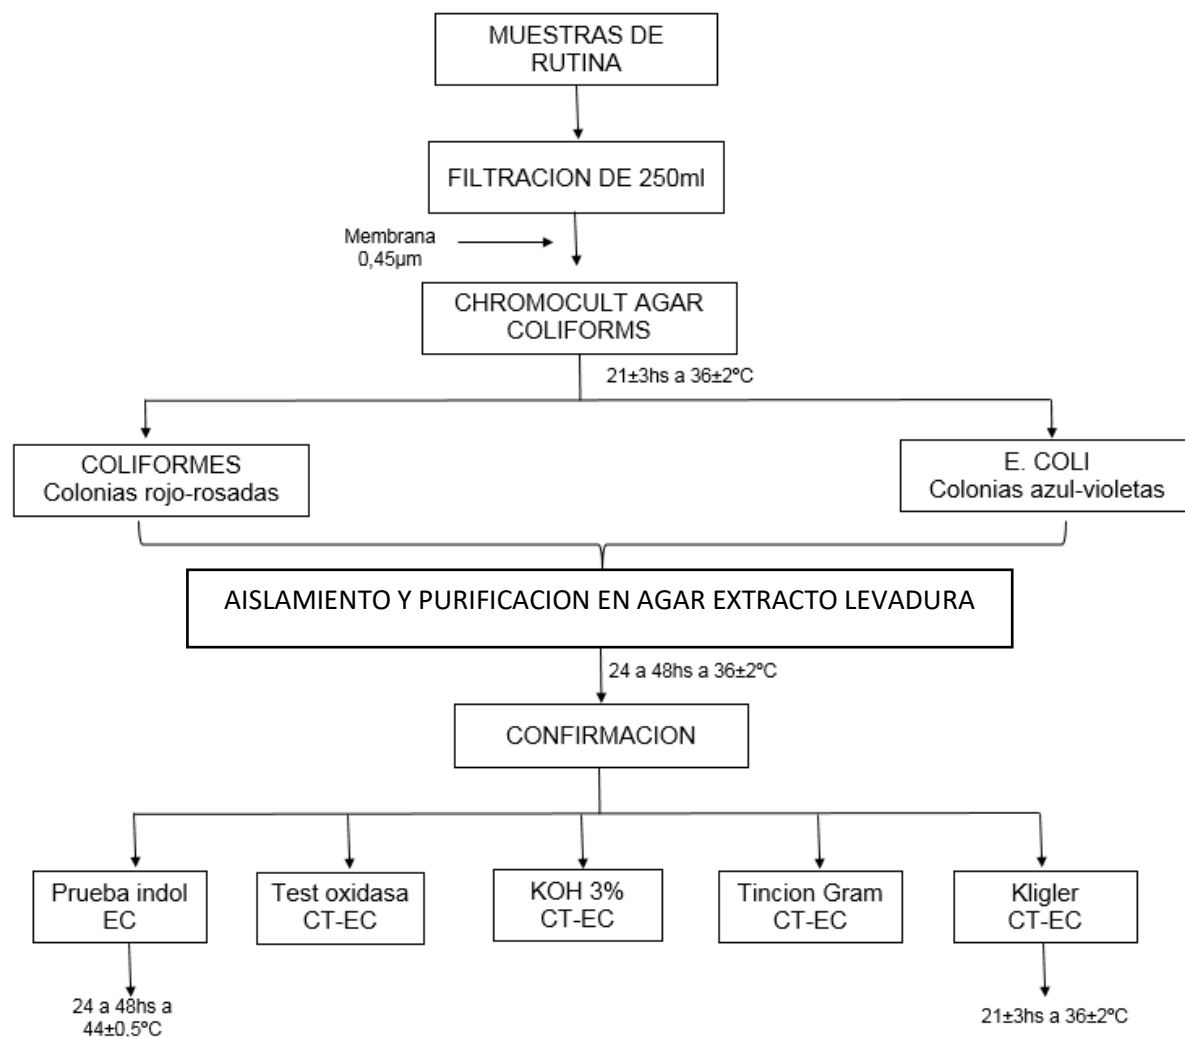 MUESTRAS DE
RUTINA
FILTRACION DE 250ml
Membrana
0,45µm
CHROMOCULT AGAR
COLIFORMS
21±3hs a 36±2ºC
COLIFORMES
Colonias rojo-rosadas
E. COLI
Colonias azul-violetas
AISLAMIENTO Y PURIFICACION EN AGAR EXTRACTO LEVADURA
24 a 48hs a 36±2ºC
CONFIRMACION
Prueba indol
EC
Test oxidasa
CT-EC
KOH 3%
CT-EC
Tincion Gram
CT-EC
Kligler
CT-EC
24 a 48hs a
44±0,5ºC
21±3hs a 36±2ºC